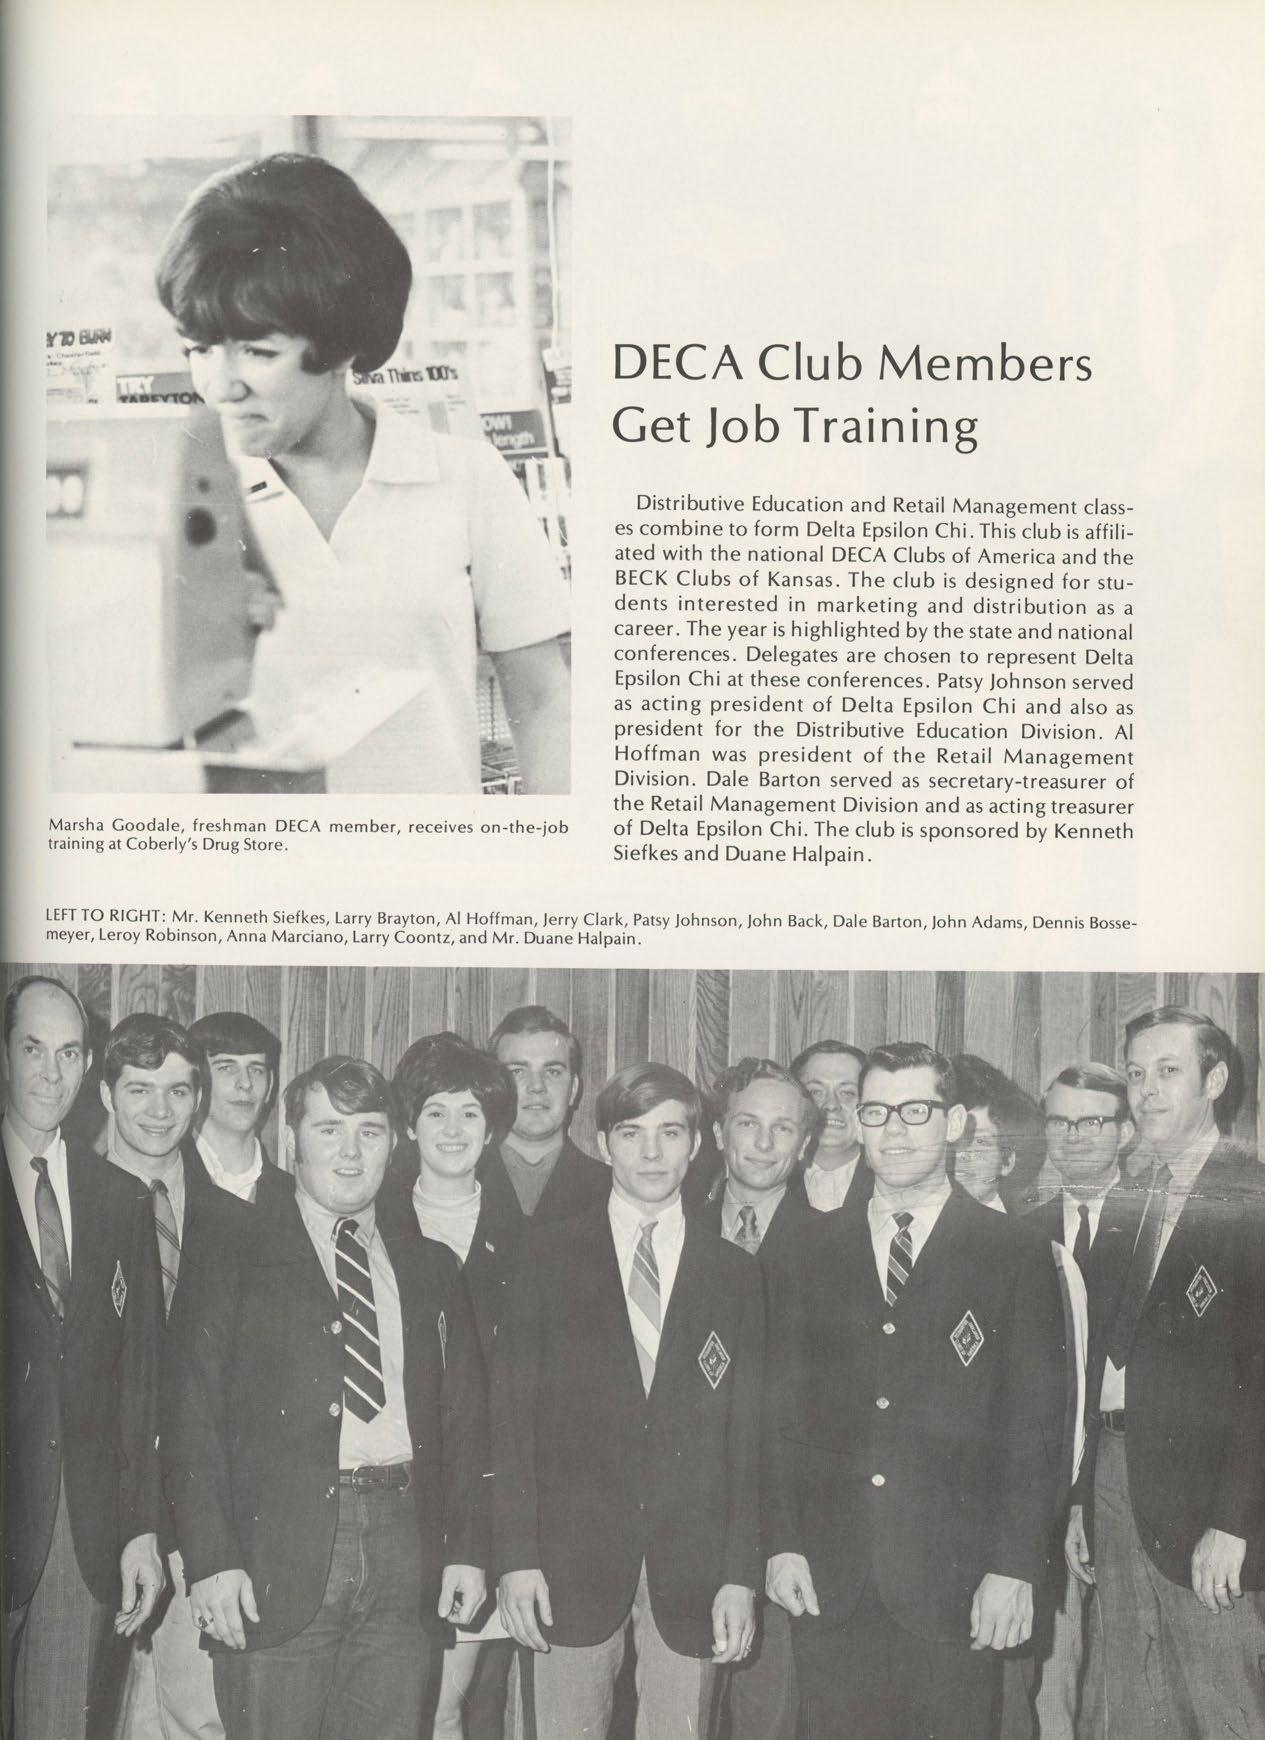 Y TO BURN
Chesterfield
TRY
TAREYTON
Silva Thins 100's
length
DECA Club Members
Get Job Training
Distributive Education and Retail Management class-
es combine to form Delta Epsilon Chi. This club is affili-
ated with the national DECA Clubs of America and the
BECK Clubs of Kansas. The club is designed for stu-
dents interested in marketing and distribution as a
career. The year is highlighted by the state and national
conferences. Delegates are chosen to represent Delta
Epsilon Chi at these conferences. Patsy Johnson served
as acting president of Delta Epsilon Chi and also as
president for the Distributive Education Division. Al
Hoffman was president of the Retail Management
Division. Dale Barton served as secretary-treasurer of
the Retail Management Division and as acting treasurer
of Delta Epsilon Chi. The club is sponsored by Kenneth
Siefkes and Duane Halpain.
Marsha Goodale, freshman DECA member, receives on-the-job
training at Coberly's Drug Store.
LEFT TO RIGHT: Mr. Kenneth Siefkes, Larry Brayton, Al Hoffman, Jerry Clark, Patsy Johnson, John Back, Dale Barton, John Adams, Dennis Bosse-
meyer, Leroy Robinson, Anna Marciano, Larry Coontz, and Mr. Duane Halpain.